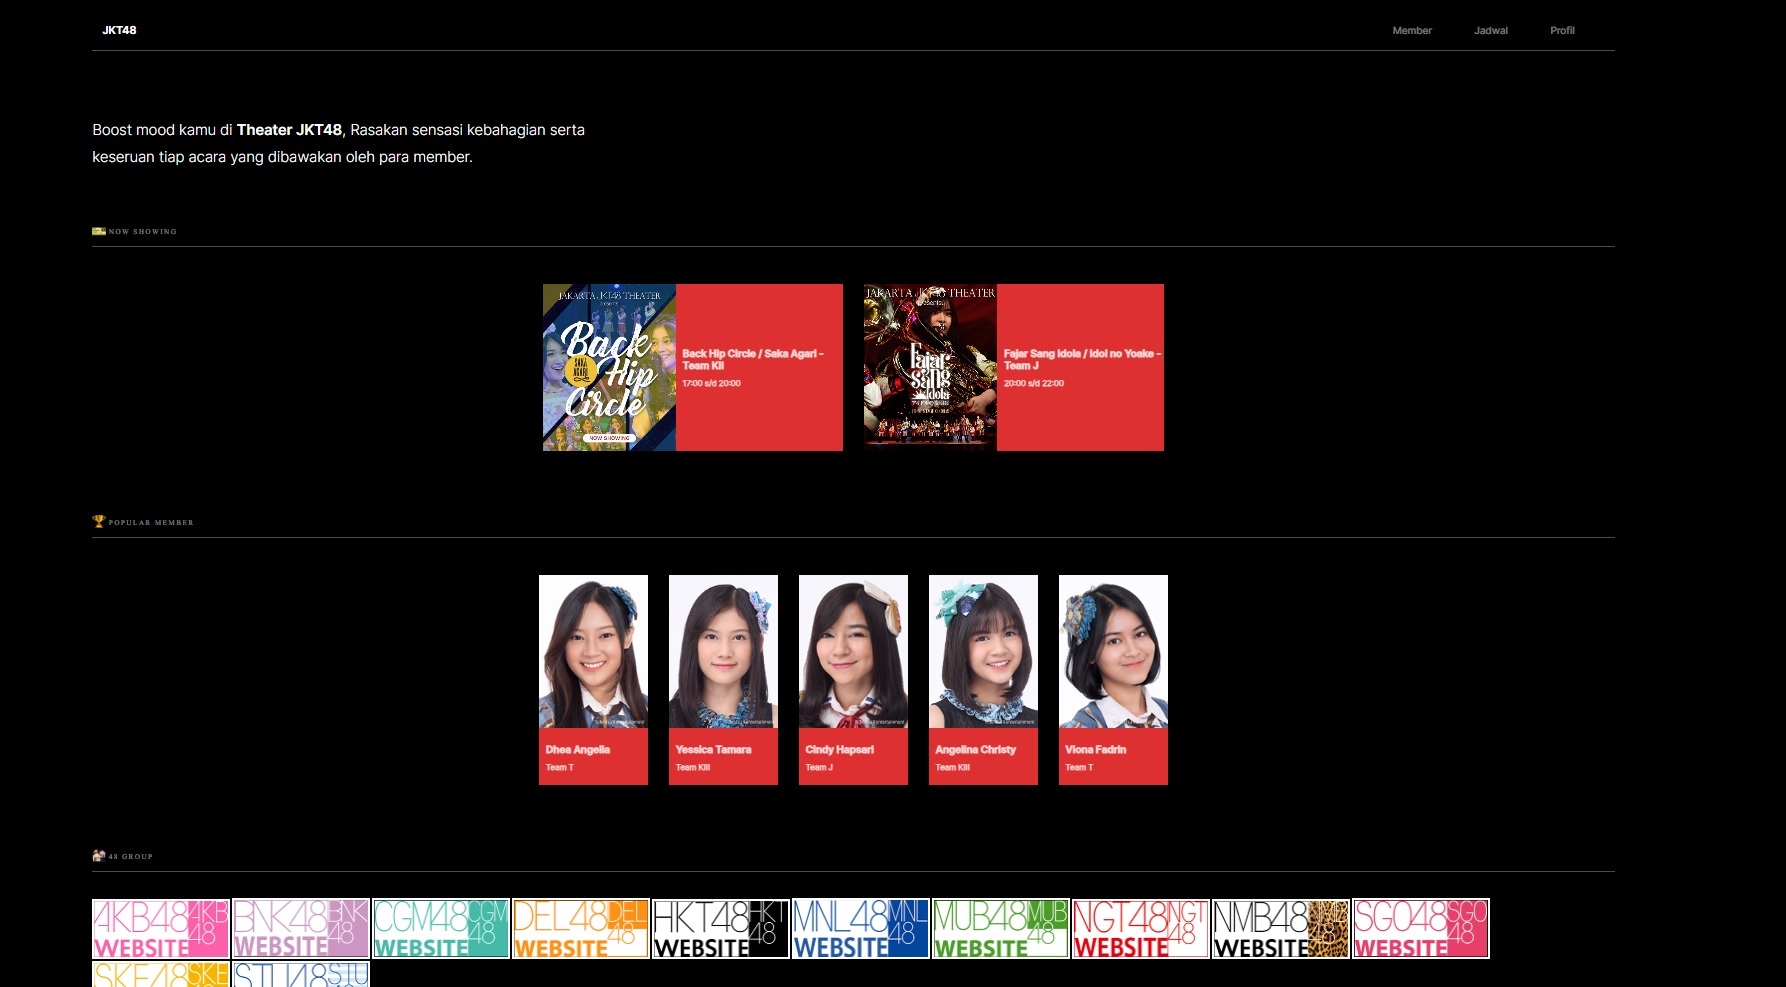 JKT48
Member
Jadwal
Profil
Boost mood kamu di Theater JKT48, Rasakan sensasi kebahagian serta
keseruan tiap acara yang dibawakan oleh para member.
NOW SHOWING
JAKARTA JKT48 THEATER
Back
Hip
Circle
SAKA
AGARI
NOW SHOWING
Back Hip Circle / Saka Agari -
Team KII
17:00 s/d 20:00
JAKARTA JKT48 THEATER
presents:
Fajar
Sang
Idola
Fajar Sang Idola / Idol no Yoake -
Team J
20:00 s/d 22:00
POPULAR MEMBER
Dhea Angelia
Team T
Yessica Tamara
Team KIII
Cindy Hapsari
Team J
Angelina Christy
Team KIII
Viona Fadrin
Team T
48 GROUP
AKB48 AKB
48
WEBSITE
BNK48 BNK
48
WEBSITE
CGM48 CGM
48
WEBSITE
DEL48 DEL
48
WEBSITE
HKT48 HKT
48
WEBSITE
MNL48 MNL
48
WEBSITE
MUB48 MUB
48
WEBSITE
NGT48 NGT
48
WEBSITE
NMB48 NMB
48
WEBSITE
SGO48 SGO
48
WEBSITE
SKE48 SKE
STU48 STU